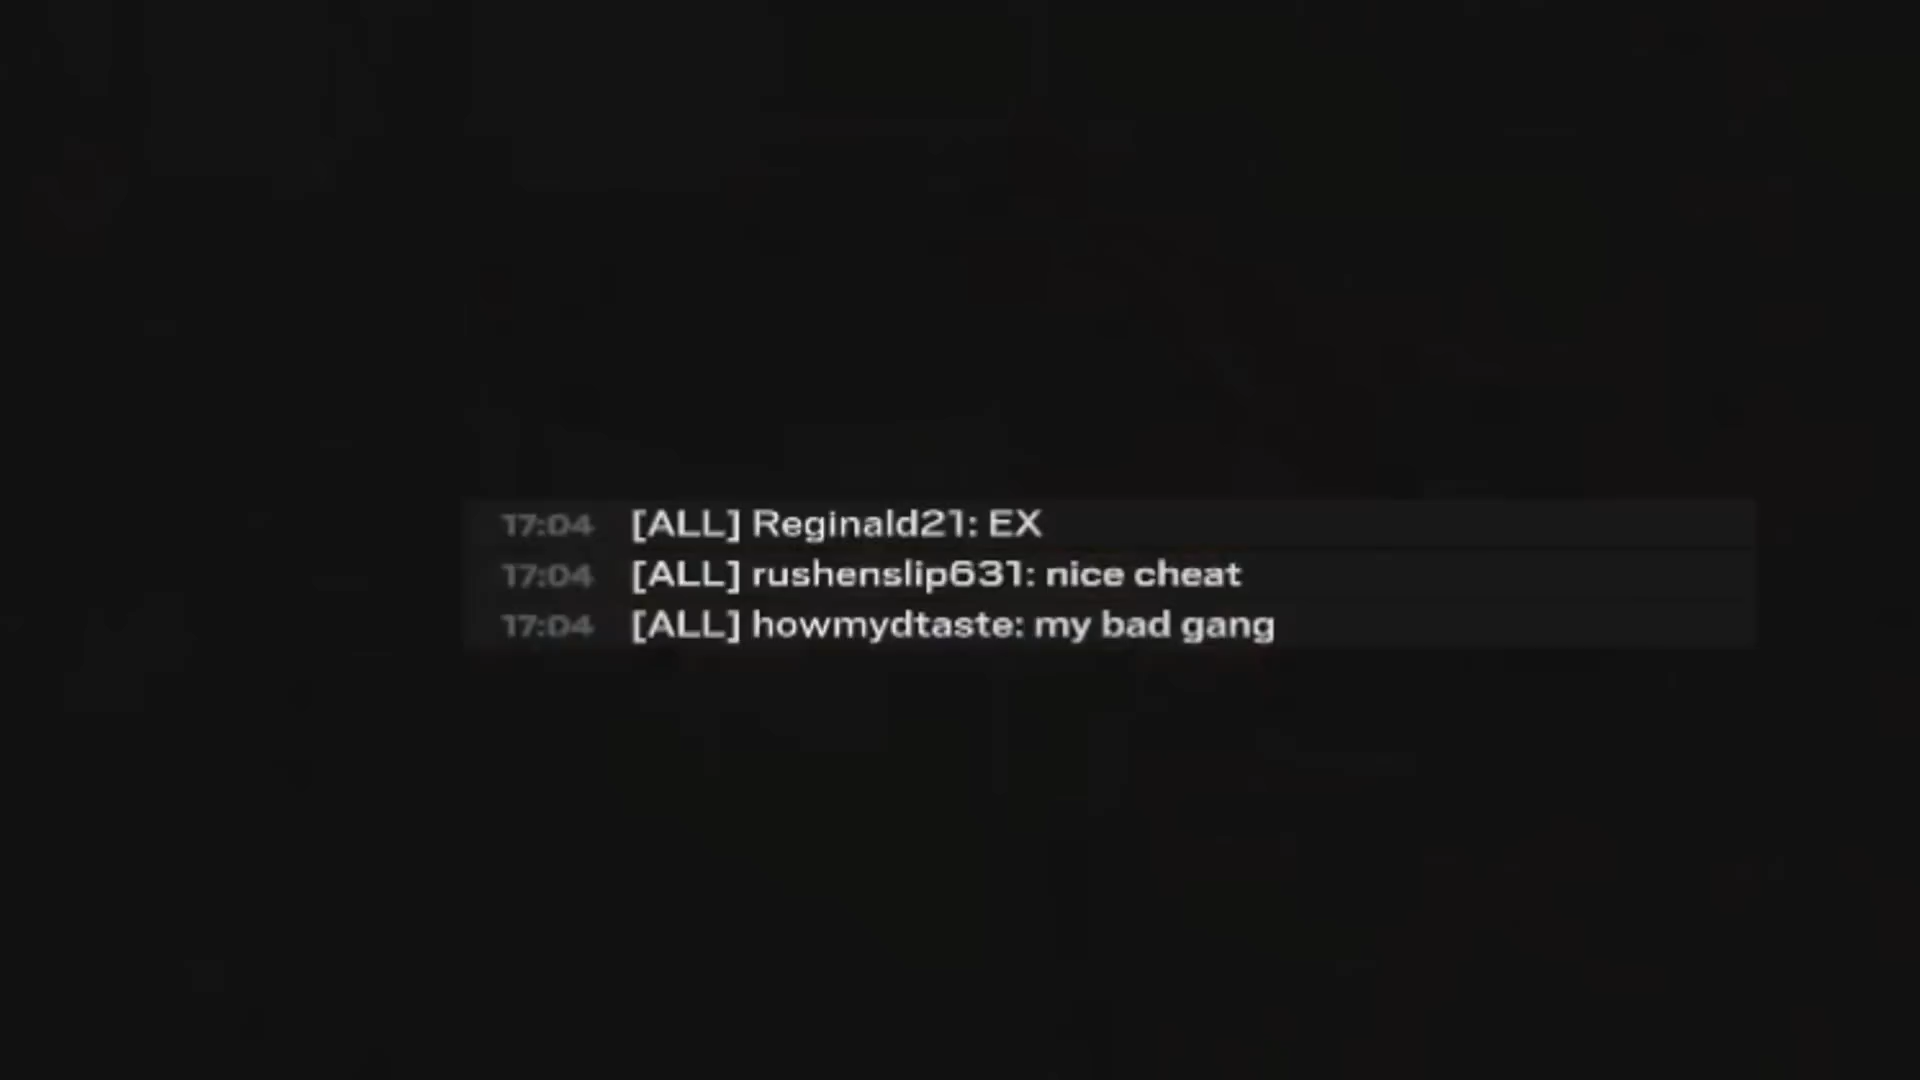 17:04 [ALL] Reginald21: EX
17:04 [ALL] rushenslip631: nice cheat
17:04 [ALL] howmydtaste: my bad gang